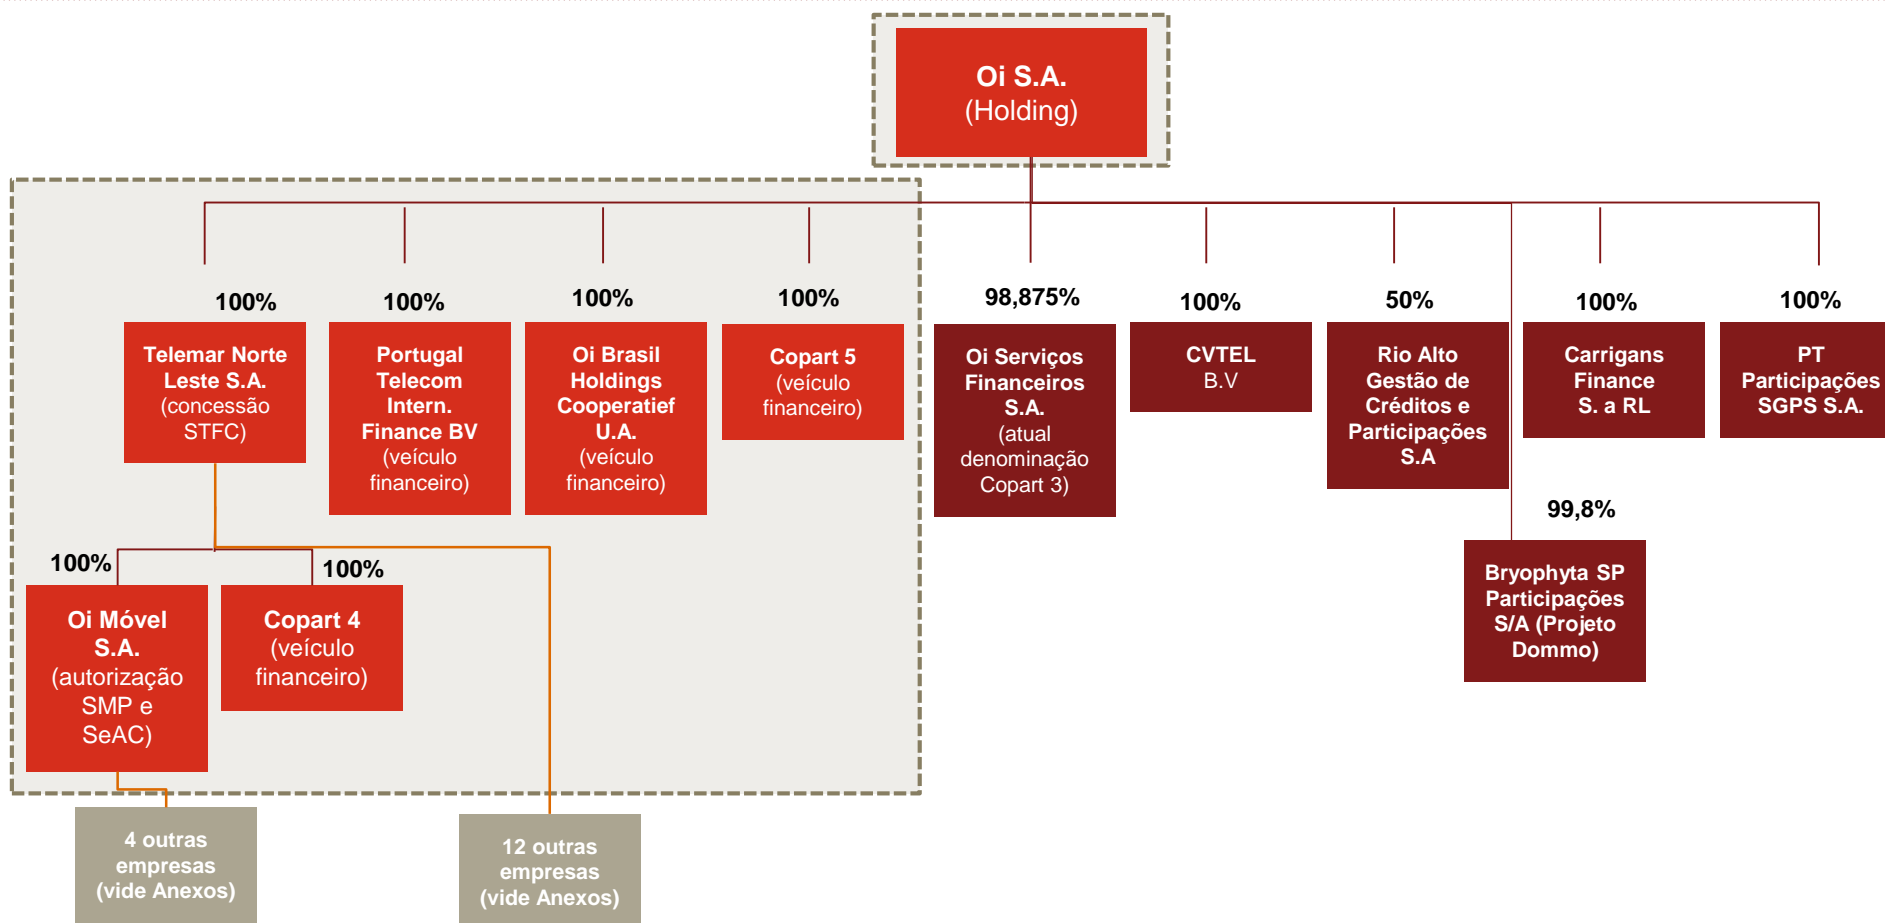 Oi S.A.
(Holding)
100%
Telemar Norte
Leste S.A.
(concessão
STFC)
100%
Portugal
Telecom
Intern.
Finance BV
(veículo
financeiro)
100%
Oi Brasil
Holdings
Cooperatief
U.A.
(veículo
financeiro)
100%
Copart 5
(veículo
financeiro)
98,875%
Oi Serviços
Financeiros
S.A.
(atual
denominação
Copart 3)
100%
CVTEL
B.V
50%
Rio Alto
Gestão de
Créditos e
Participações
S.A
100%
Carrigans
Finance
S. a RL
100%
PT
Participações
SGPS S.A.
99,8%
Bryophyta SP
Participações
S/A (Projeto
Dommo)
100%
Oi Móvel
S.A.
(autorização
SMP e
SeAC)
100%
Copart 4
(veículo
financeiro)
4 outras
empresas
(vide Anexos)
12 outras
empresas
(vide Anexos)